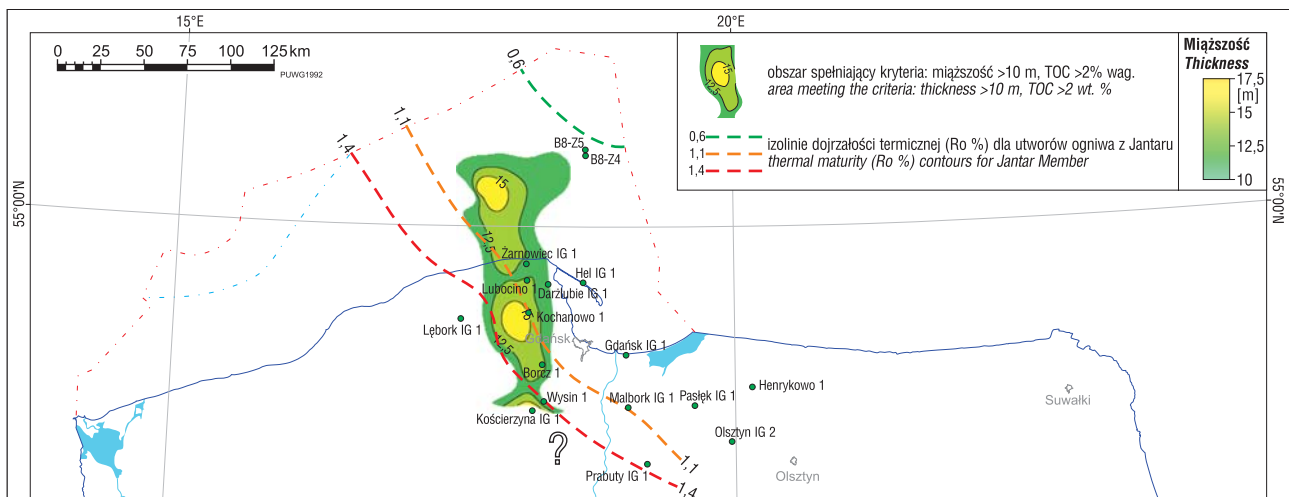 15°E
20°E
0 25 50 75 100 125 km
PUWG1992
0,6
1,1
1,4
15
12,5
obszar spełniający kryteria: miąższość >10 m, TOC >2% wag.
area meeting the criteria: thickness >10 m, TOC >2 wt. %
0,6
1,1
1,4
izolinie dojrzałości termicznej (Ro %) dla utworów ogniwa z Jantaru
thermal maturity (Ro %) contours for Jantar Member
Miąższość
Thickness
17,5
[m]
15
12,5
10
B8-Z5
B8-Z4
55°00'N
55°00'N
15
12,5
Żarnowiec IG 1
Hel IG 1
Lubocino 1
Darżlubie IG 1
15
Kochanowo 1
Lębork IG 1
12,5
Gdańsk
Gdańsk IG 1
Borcz 1
Wysin 1
Kościerzyna IG 1
Malbork IG 1
Pasłęk IG 1
Henrykowo 1
Suwałki
Olsztyn IG 2
?
Prabuty IG 1
1,1
1,4
Olsztyn